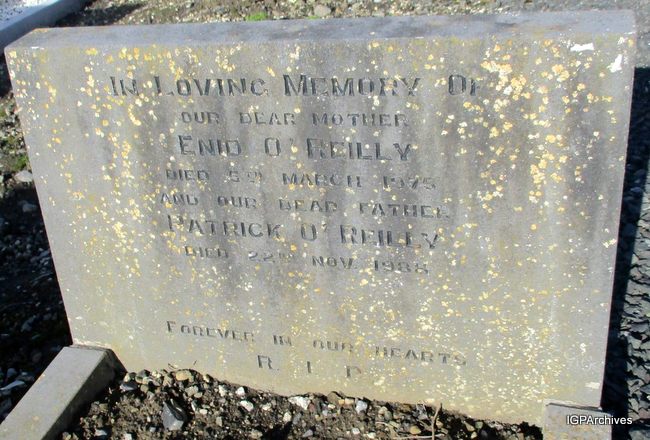 In Loving Memory Of
our dear mother
Enid O'Reilly
died 5th March 1975
and our dear father
Patrick O'Reilly
died 22nd Nov. 1988
Forever in our hearts
R. I. P.
IGPArchives